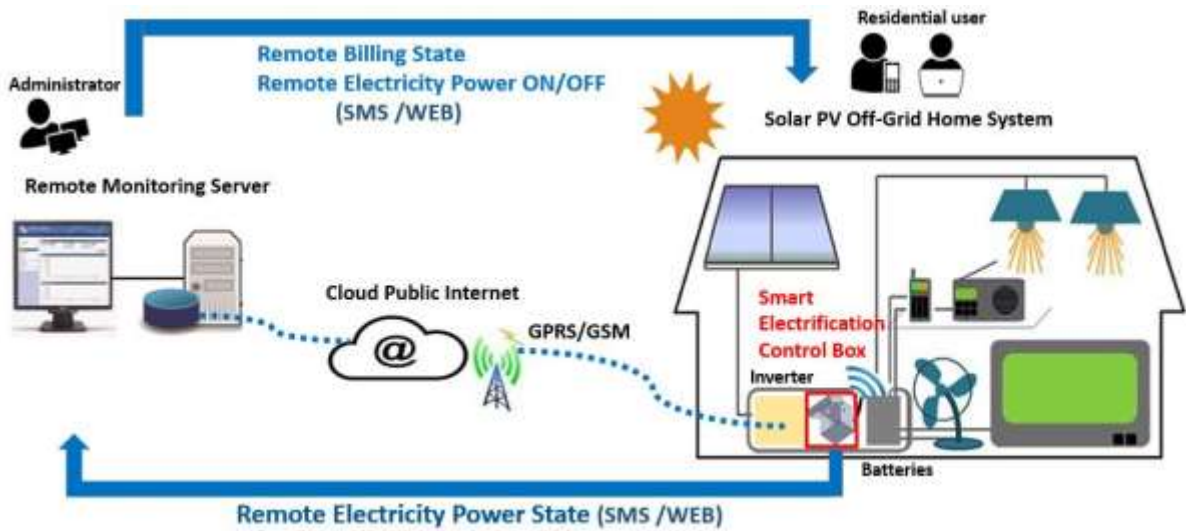 Residential user
Remote Billing State
Remote Electricity Power ON/OFF
(SMS /WEB)
Administrator
Solar PV Off-Grid Home System
Remote Monitoring Server
Cloud Public Internet
@
GPRS/GSM
Smart
Electrification
Control Box
Inverter
Batteries
Remote Electricity Power State (SMS /WEB)